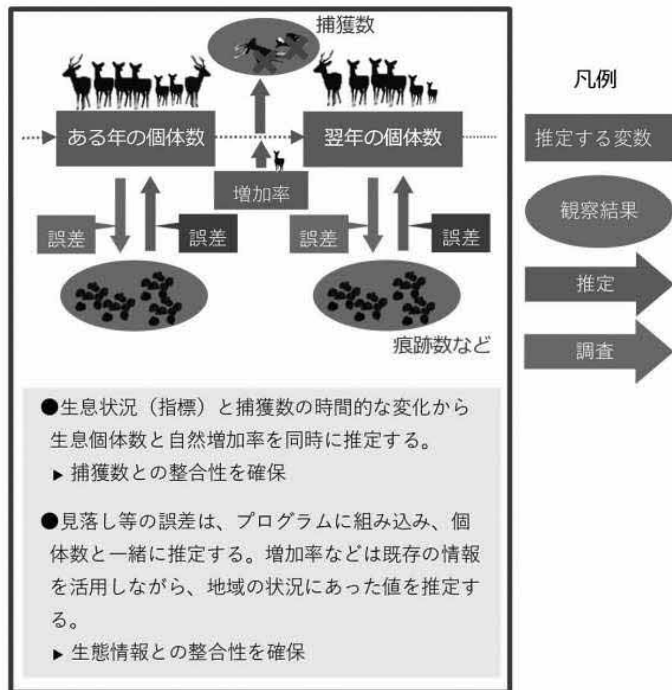 捕獲数
ある年の個体数
翌年の個体数
増加率
誤差
誤差
誤差
誤差
痕跡数など
凡例
推定する変数
観察結果
推定
調査
●生息状況（指標）と捕獲数の時間的な変化から
生息個体数と自然増加率を同時に推定する。
▶ 捕獲数との整合性を確保
●見落し等の誤差は、プログラムに組み込み、個
体数と一緒に推定する。増加率などは既存の情報
を活用しながら、地域の状況にあった値を推定す
る。
▶ 生態情報との整合性を確保